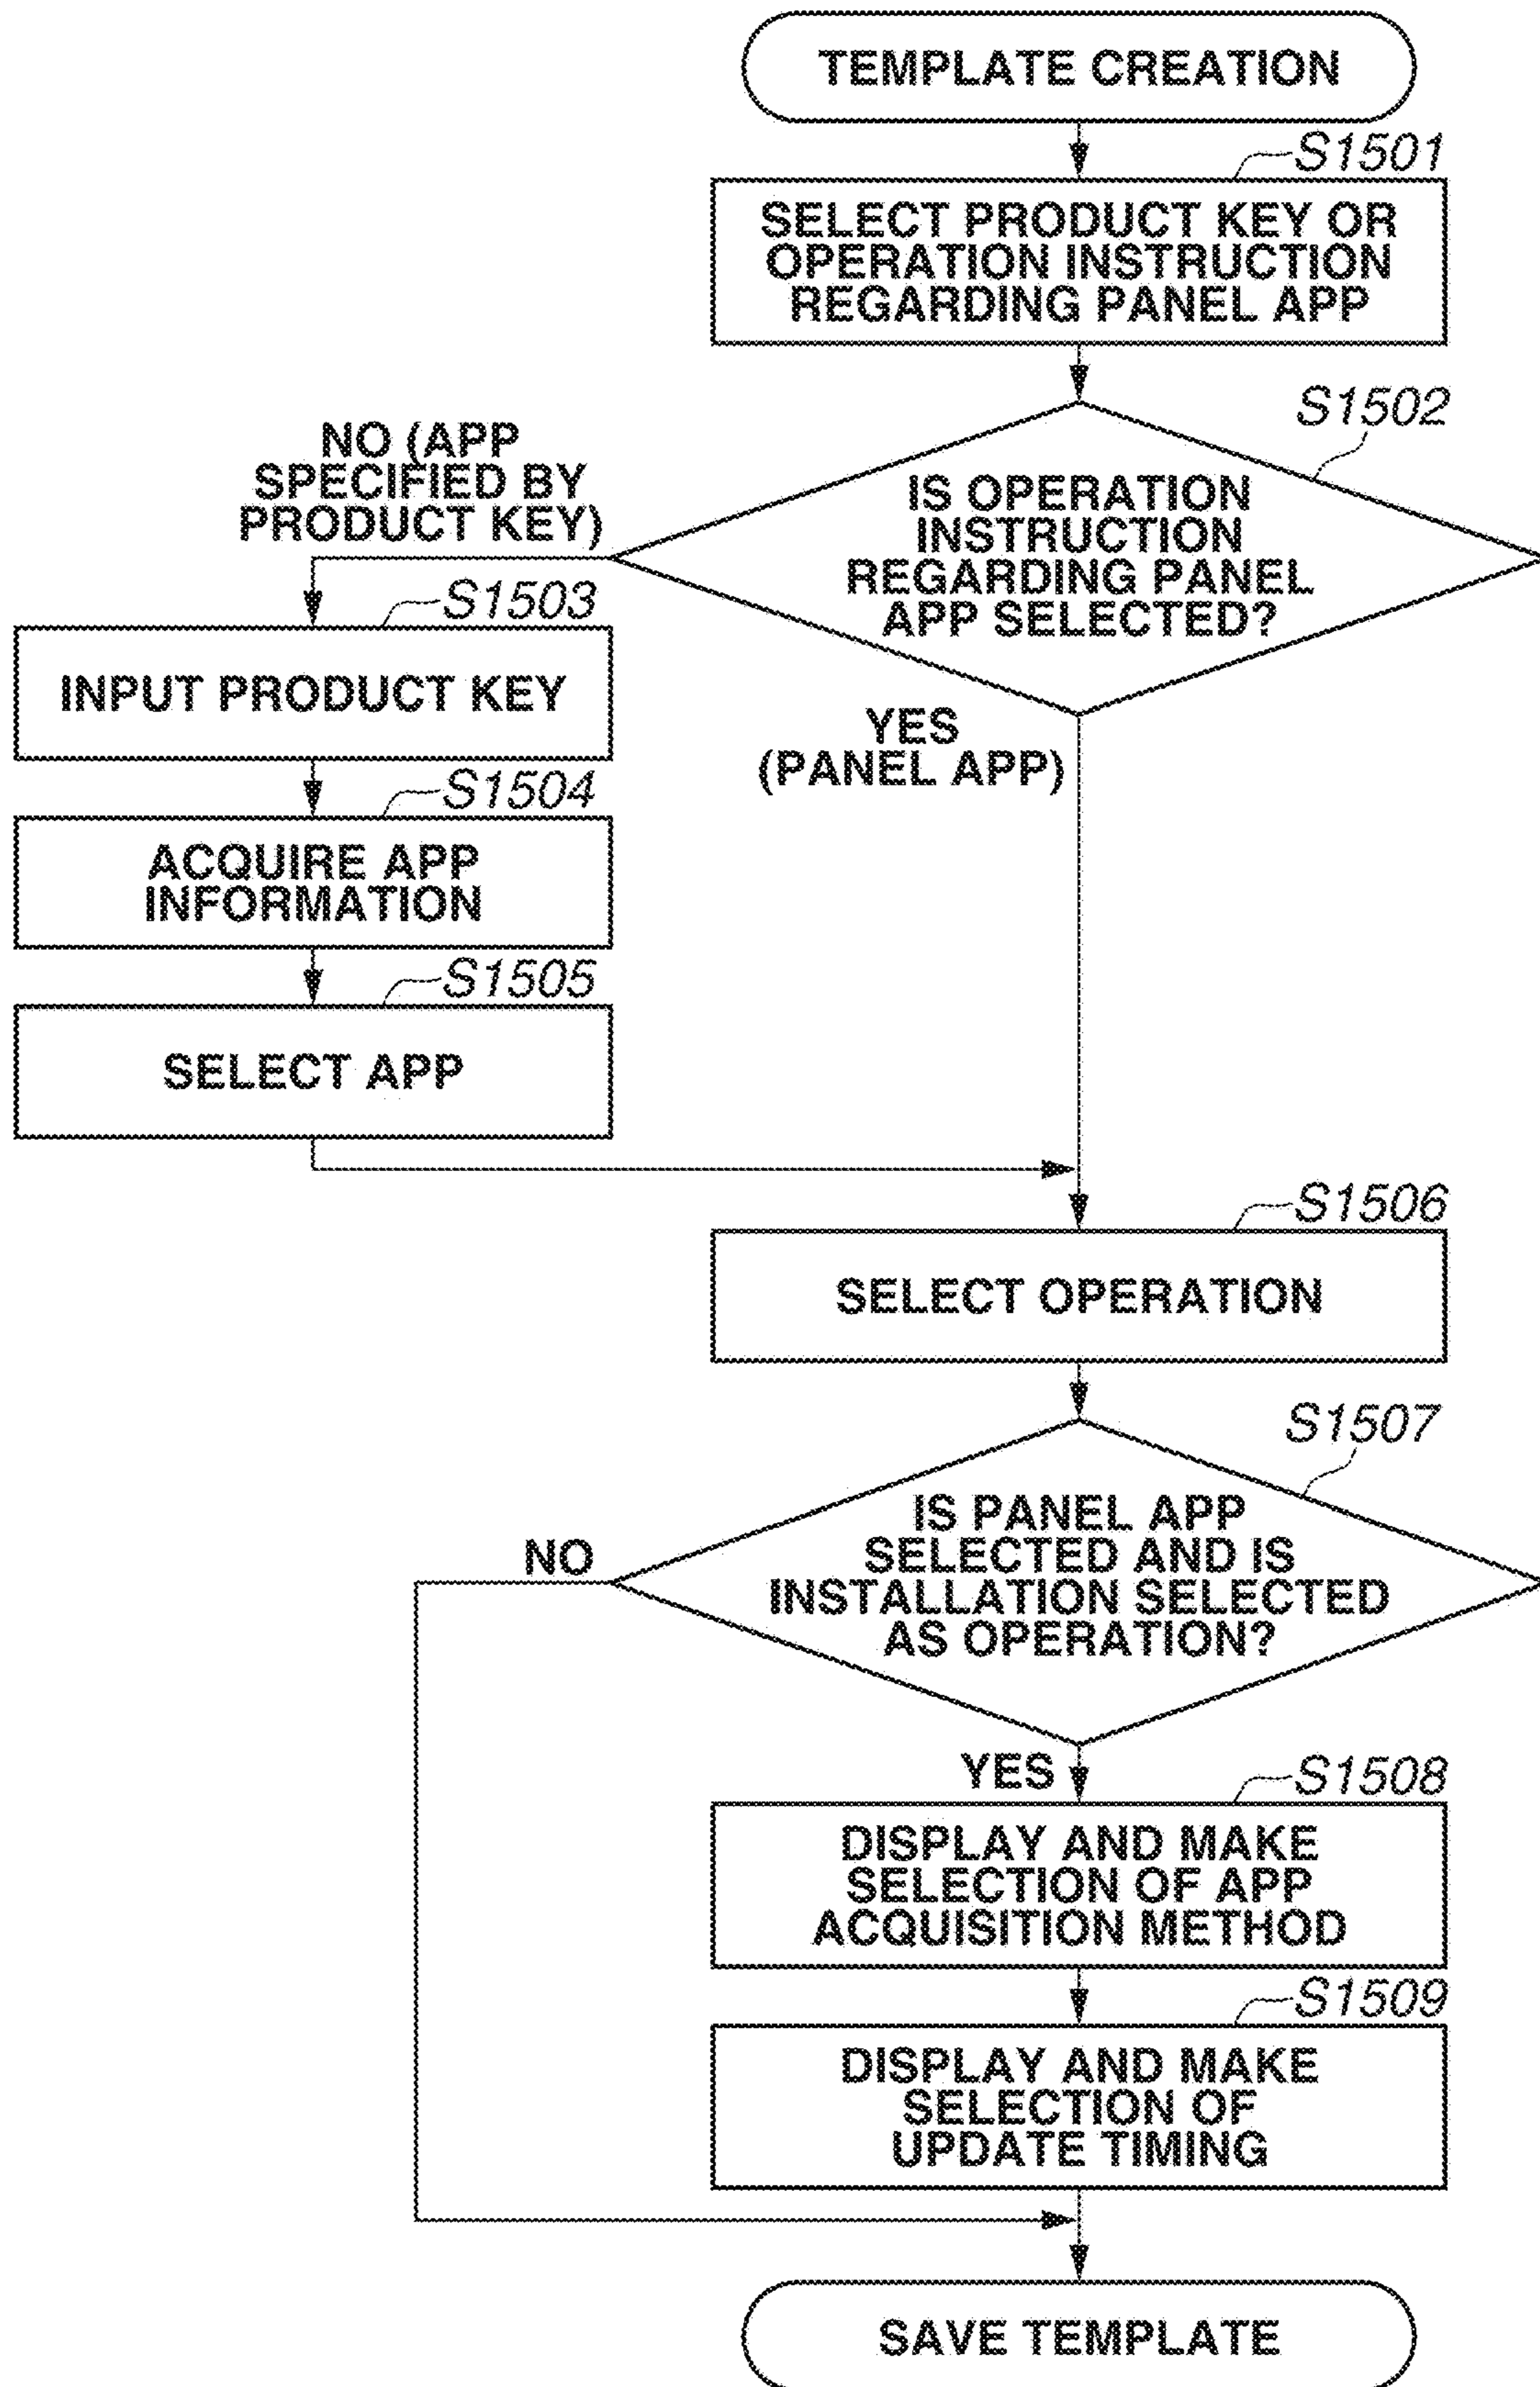 TEMPLATE CREATION
S1501
SELECT PRODUCT KEY OR
OPERATION INSTRUCTION
REGARDING PANEL APP
S1502
IS OPERATION
INSTRUCTION
REGARDING PANEL
APP SELECTED?
NO (APP
SPECIFIED BY
PRODUCT KEY)
S1503
INPUT PRODUCT KEY
YES
(PANEL APP)
S1504
ACQUIRE APP
INFORMATION
S1505
SELECT APP
S1506
SELECT OPERATION
S1507
IS PANEL APP
SELECTED AND IS
INSTALLATION SELECTED
AS OPERATION?
NO
YES
S1508
DISPLAY AND MAKE
SELECTION OF APP
ACQUISITION METHOD
S1509
DISPLAY AND MAKE
SELECTION OF
UPDATE TIMING
SAVE TEMPLATE